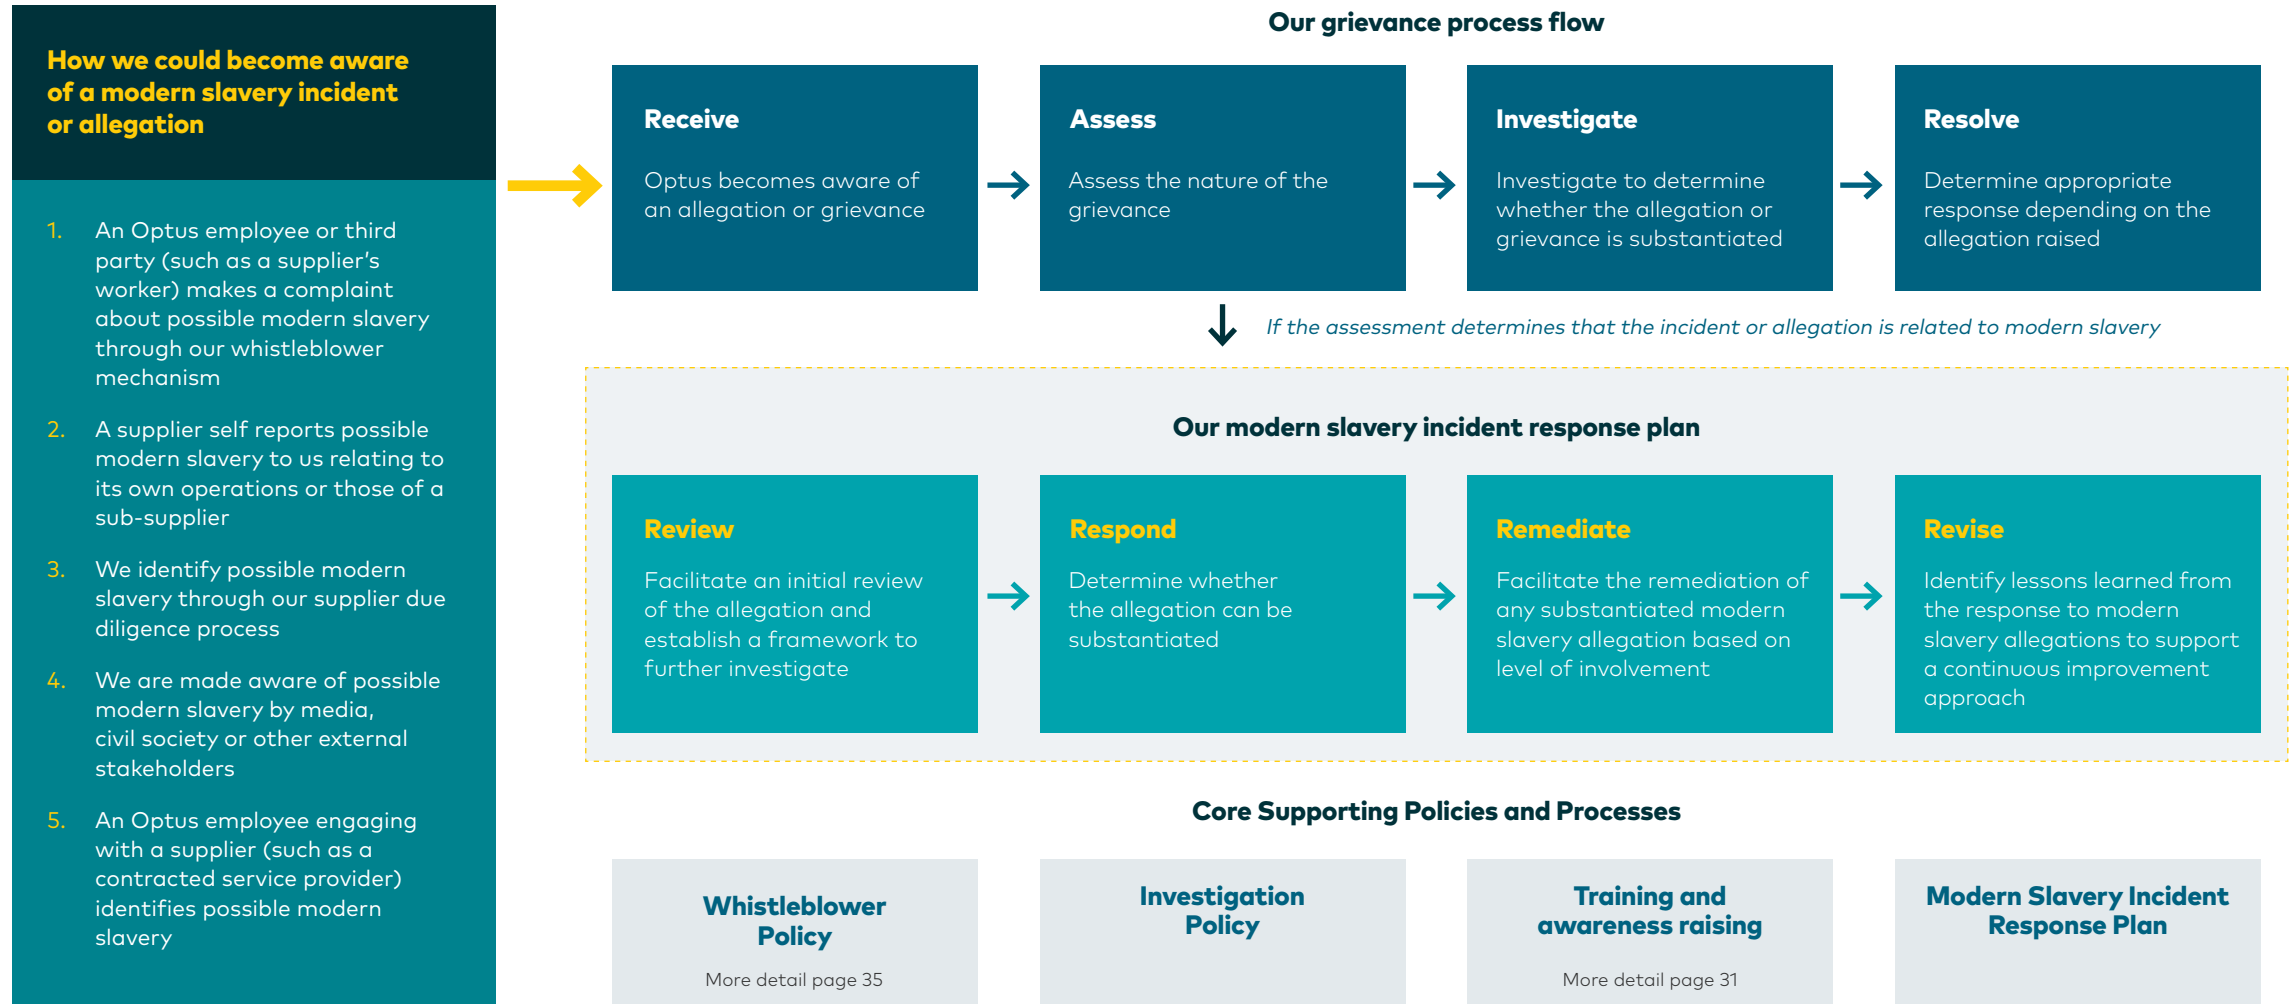 How we could become aware
of a modern slavery incident
or allegation
1. An Optus employee or third
party (such as a supplier's
worker) makes a complaint
about possible modern slavery
through our whistleblower
mechanism
2. A supplier self reports possible
modern slavery to us relating to
its own operations or those of a
sub-supplier
3. We identify possible modern
slavery through our supplier due
diligence process
4. We are made aware of possible
modern slavery by media,
civil society or other external
stakeholders
5. An Optus employee engaging
with a supplier (such as a
contracted service provider)
identifies possible modern
slavery
Our grievance process flow
Receive
Optus becomes aware of
an allegation or grievance
Assess
Assess the nature of the
grievance
Investigate
Investigate to determine
whether the allegation or
grievance is substantiated
Resolve
Determine appropriate
response depending on the
allegation raised
If the assessment determines that the incident or allegation is related to modern slavery
Our modern slavery incident response plan
Review
Facilitate an initial review
of the allegation and
establish a framework to
further investigate
Respond
Determine whether
the allegation can be
substantiated
Remediate
Facilitate the remediation of
any substantiated modern
slavery allegation based on
level of involvement
Revise
Identify lessons learned from
the response to modern
slavery allegations to support
a continuous improvement
approach
Core Supporting Policies and Processes
Whistleblower
Policy
More detail page 35
Investigation
Policy
Training and
awareness raising
More detail page 31
Modern Slavery Incident
Response Plan